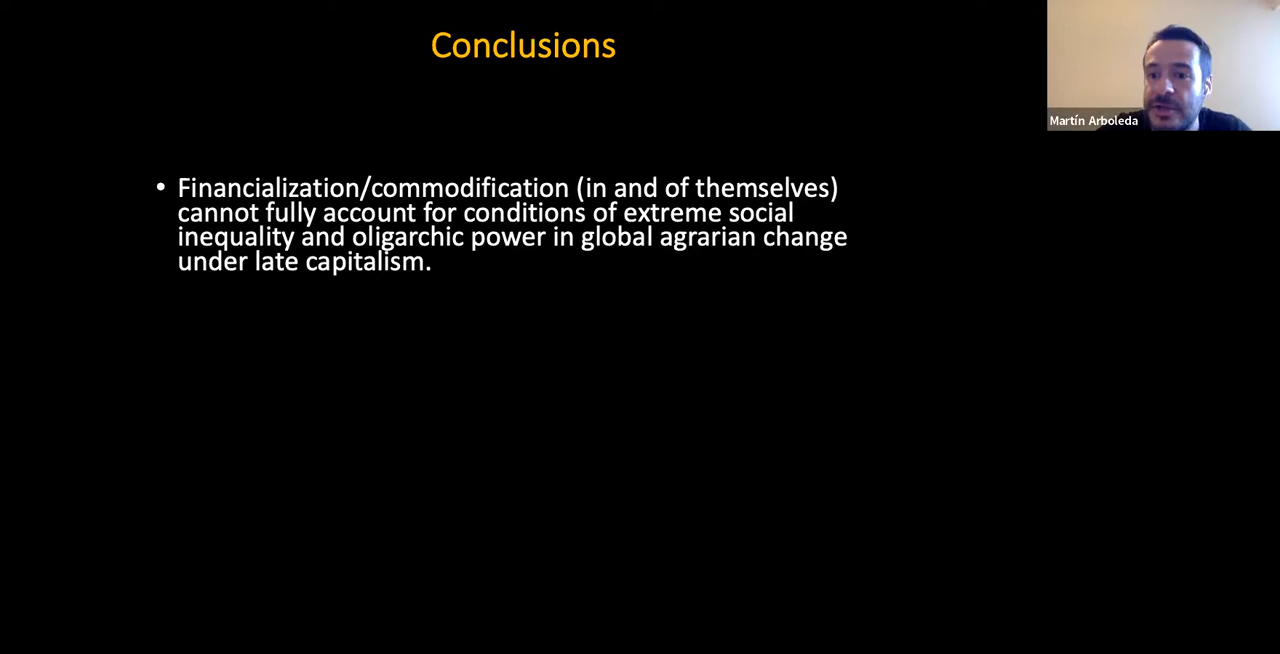 Conclusions
Martín Arboleda
• Financialization/commodification (in and of themselves)
cannot fully account for conditions of extreme social
inequality and oligarchic power in global agrarian change
under late capitalism.